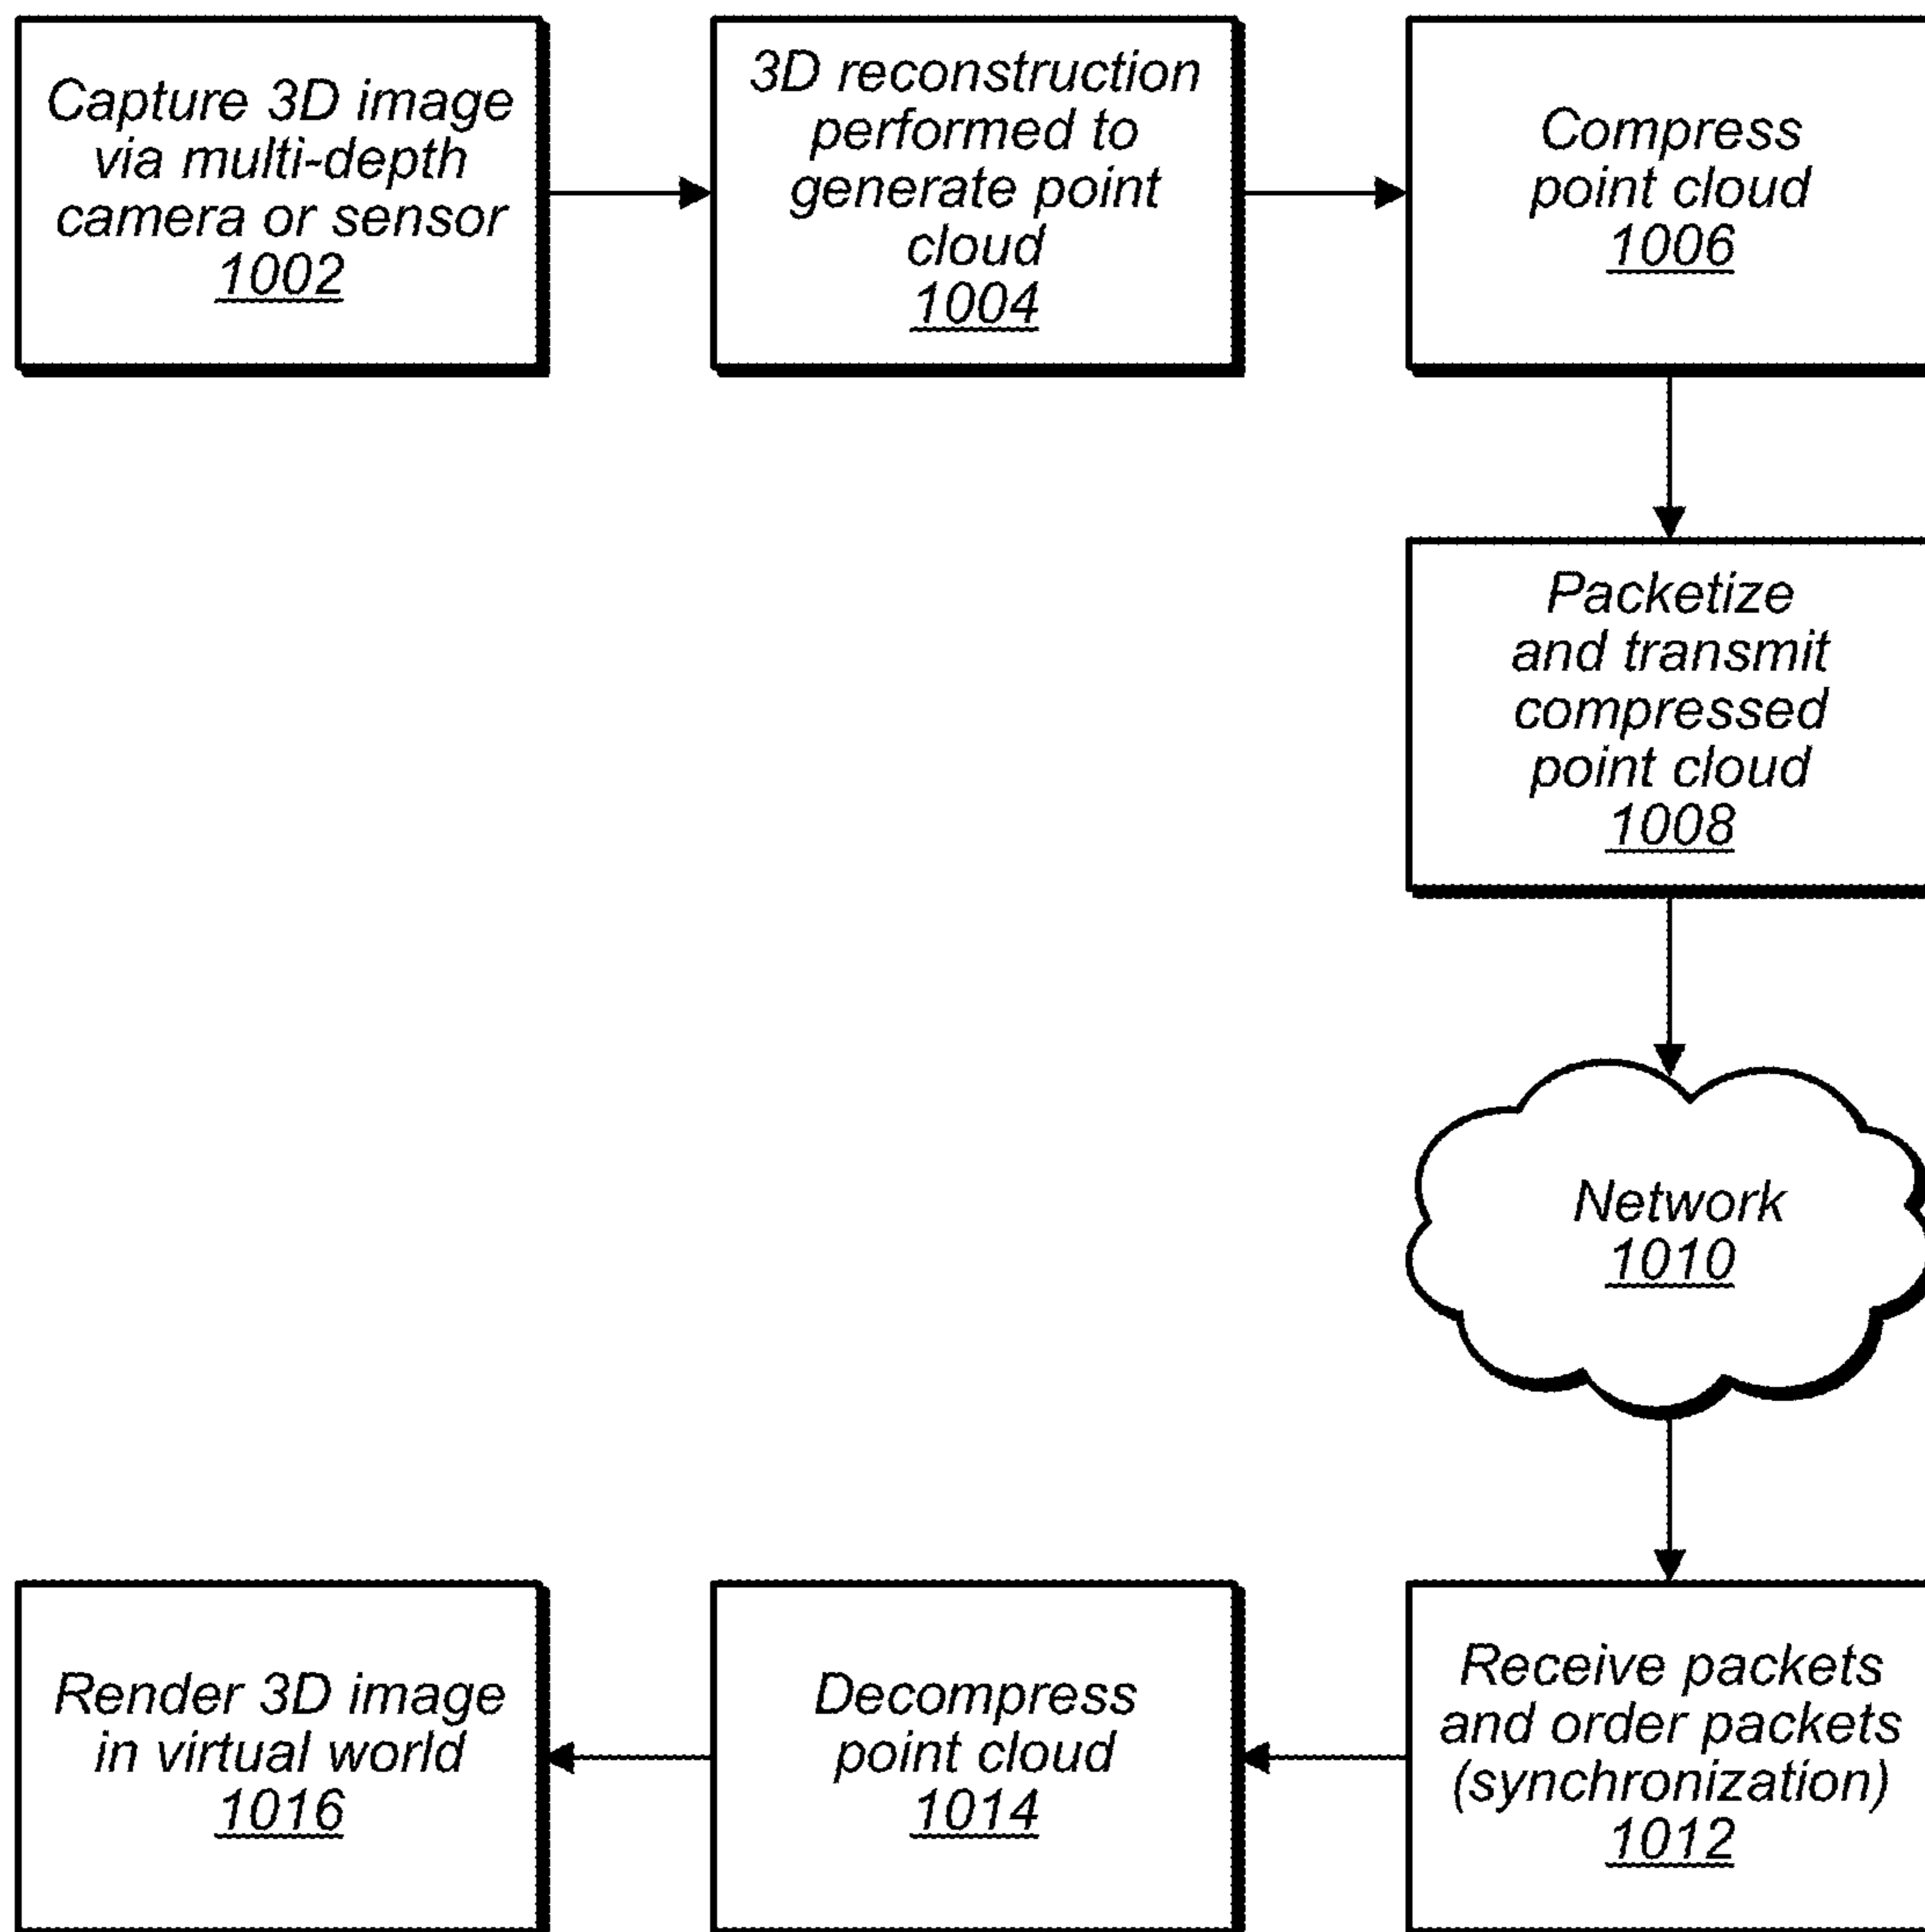 Capture 3D image
via multi-depth
camera or sensor
1002
3D reconstruction
performed to
generate point
cloud
1004
Compress
point cloud
1006
Packetize
and transmit
compressed
point cloud
1008
Network
1010
Receive packets
and order packets
(synchronization)
1012
Decompress
point cloud
1014
Render 3D image
in virtual world
1016